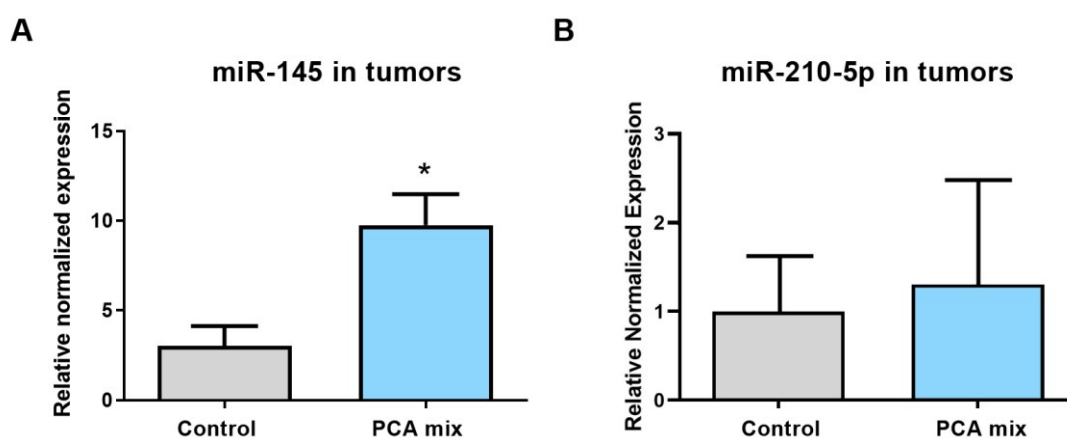 A
miR-145 in tumors
Relative normalized expression
15
10
5
0
*
Control
PCA mix
B
miR-210-5p in tumors
Relative Normalized Expression
3
2
1
0
Control
PCA mix